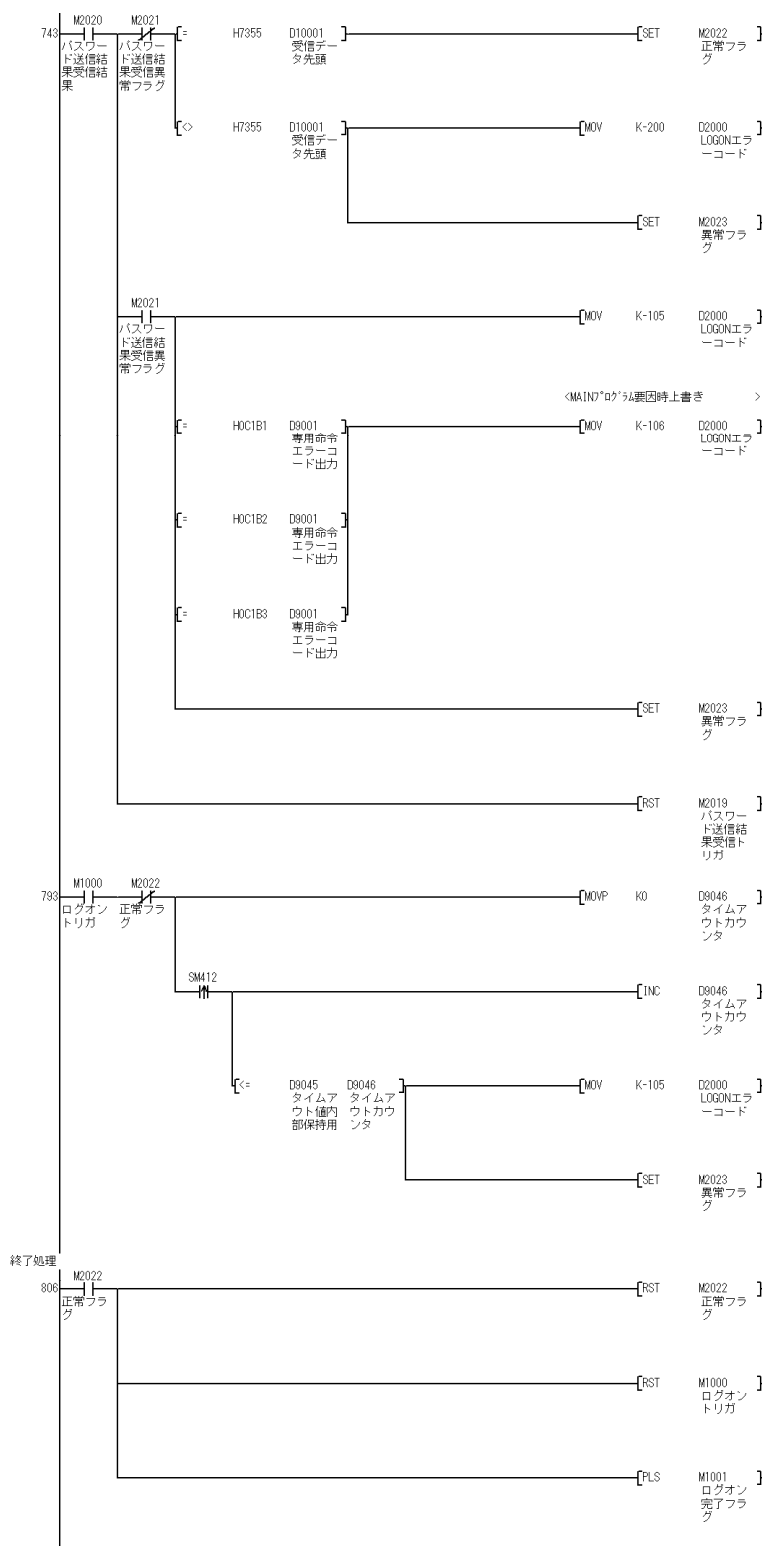 M2020 M2021
743 [= H7355 D10001 ] [SET M2022 ]
パスワー パスワー 受信デー 正常フラ
ド送信結 ド送信結 タ先頭 グ
果受信結 果受信異
果 常フラグ
[<> H7355 D10001 ] [MOV K-200 D2000 ]
受信デー LOGONエラ
タ先頭 ーコード
[SET M2023 ]
異常フラ
グ
M2021
[MOV K-105 D2000 ]
パスワー LOGONエラ
ド送信結 ーコード
果受信異
常フラグ
<MAINプログラム要因時上書き >
[= H0C1B1 D9001 ] [MOV K-106 D2000 ]
専用命令 LOGONエラ
エラーコ ーコード
ード出力
[= H0C1B2 D9001 ]
専用命令
エラーコ
ード出力
[= H0C1B3 D9001 ]
専用命令
エラーコ
ード出力
[SET M2023 ]
異常フラ
グ
[RST M2019 ]
パスワー
ド送信結
果受信ト
リガ
M1000 M2022
793 [MOVP K0 D9046 ]
ログオン 正常フラ タイムア
トリガ グ ウトカウ
ンタ
SM412
[INC D9046 ]
タイムア
ウトカウ
ンタ
[<= D9045 D9046 ] [MOV K-105 D2000 ]
タイムア タイムア LOGONエラ
ウト値内 ウトカウ ーコード
部保持用 ンタ
[SET M2023 ]
異常フラ
グ
終了処理
M2022
806 [RST M2022 ]
正常フラ 正常フラ
グ グ
[RST M1000 ]
ログオン
トリガ
[PLS M1001 ]
ログオン
完了フラ
グ